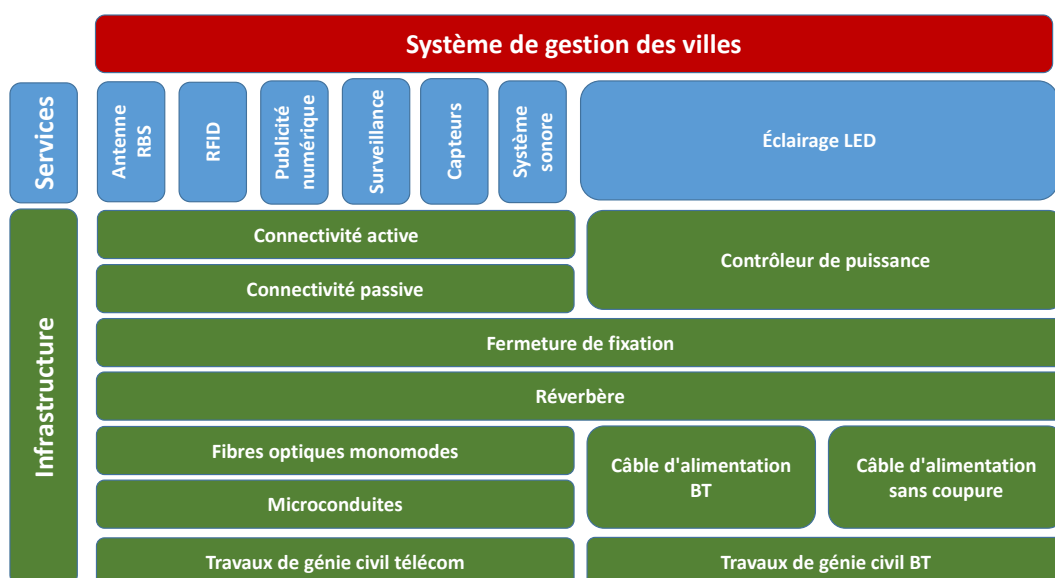 Système de gestion des villes
Services
Antenne
RBS
RFID
Publicité
numérique
Surveillance
Capteurs
Système
sonore
Éclairage LED
Infrastructure
Connectivité active
Contrôleur de puissance
Connectivité passive
Fermeture de fixation
Réverbère
Fibres optiques monomodes
Câble d'alimentation
BT
Câble d'alimentation
sans coupure
Microconduites
Travaux de génie civil télécom
Travaux de génie civil BT